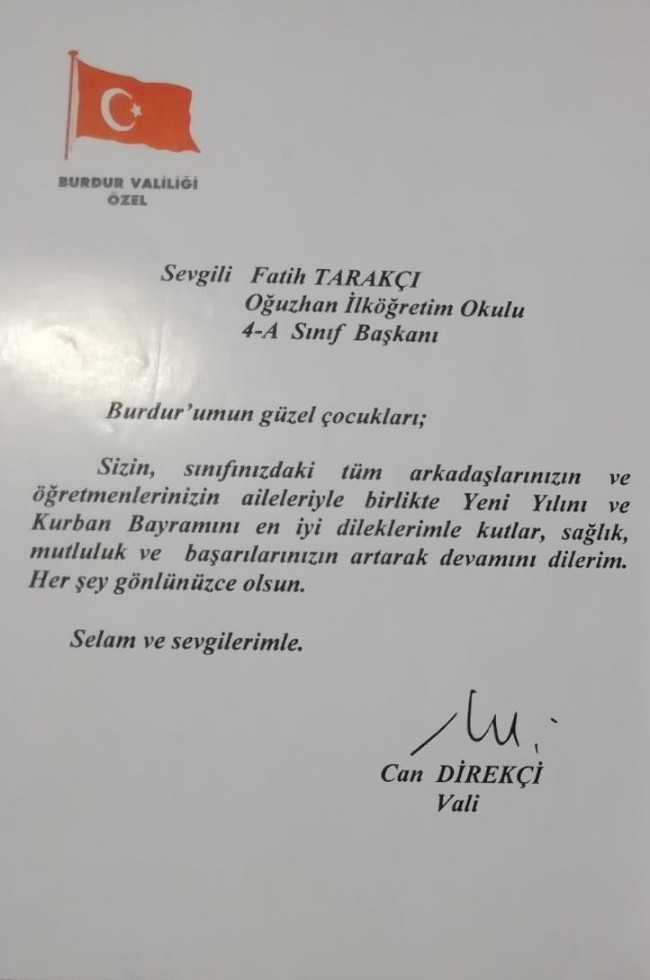 BURDUR VALİLİĞİ
ÖZEL
Sevgili Fatih TARAKÇI
Oğuzhan İlköğretim Okulu
4-A Sınıf Başkanı
Burdur'umun güzel çocukları;
Sizin, sınıfınızdaki tüm arkadaşlarınızın ve
öğretmenlerinizin aileleriyle birlikte Yeni Yılını ve
Kurban Bayramını en iyi dileklerimle kutlar, sağlık,
mutluluk ve başarılarınızın artarak devamını dilerim.
Her şey gönlünüzce olsun.
Selam ve sevgilerimle.
Can DİREKÇİ
Vali